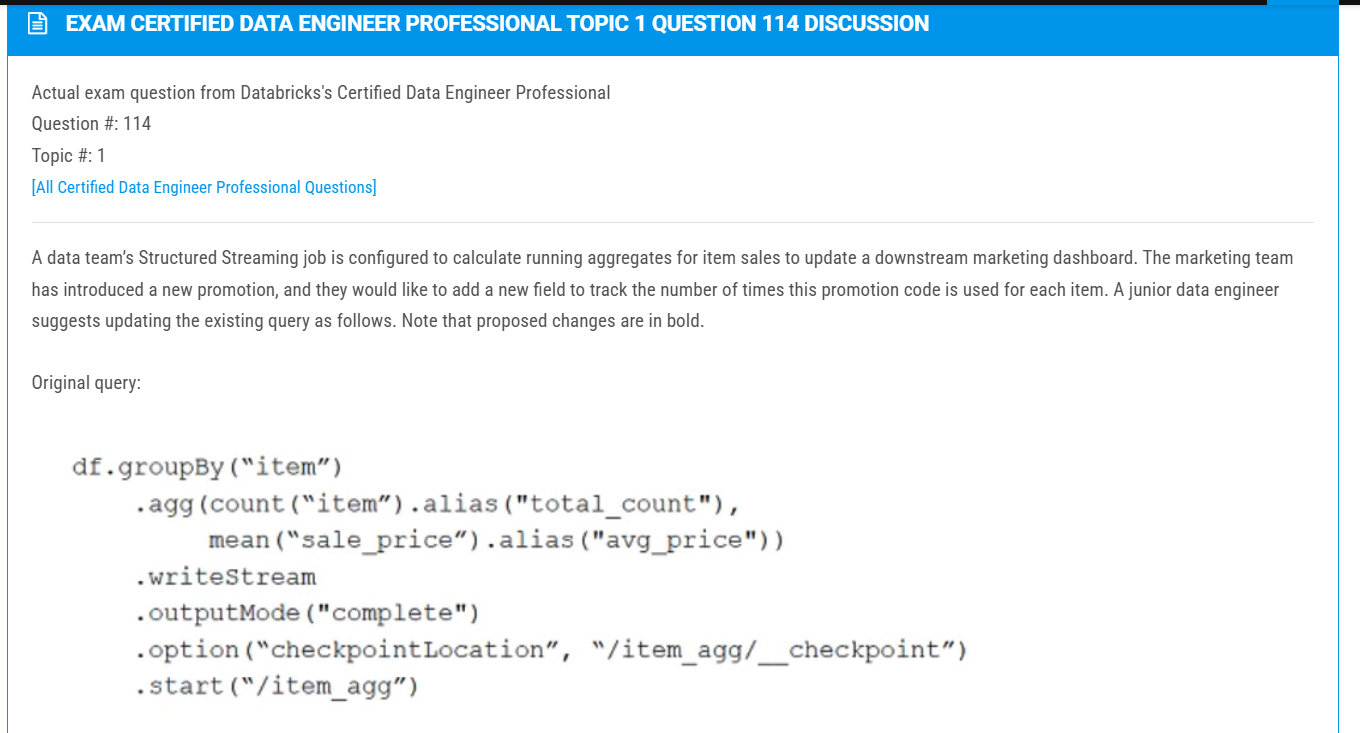 EXAM CERTIFIED DATA ENGINEER PROFESSIONAL TOPIC 1 QUESTION 114 DISCUSSION
Actual exam question from Databricks's Certified Data Engineer Professional
Question #: 114
Topic #: 1
[All Certified Data Engineer Professional Questions]
A data team’s Structured Streaming job is configured to calculate running aggregates for item sales to update a downstream marketing dashboard. The marketing team
has introduced a new promotion, and they would like to add a new field to track the number of times this promotion code is used for each item. A junior data engineer
suggests updating the existing query as follows. Note that proposed changes are in bold.
Original query:
df.groupBy(“item”)
.agg(count(“item”).alias("total_count"),
mean(“sale_price”).alias("avg_price"))
.writeStream
.outputMode("complete")
.option(“checkpointLocation”, “/item_agg/__checkpoint”)
.start(“/item_agg”)